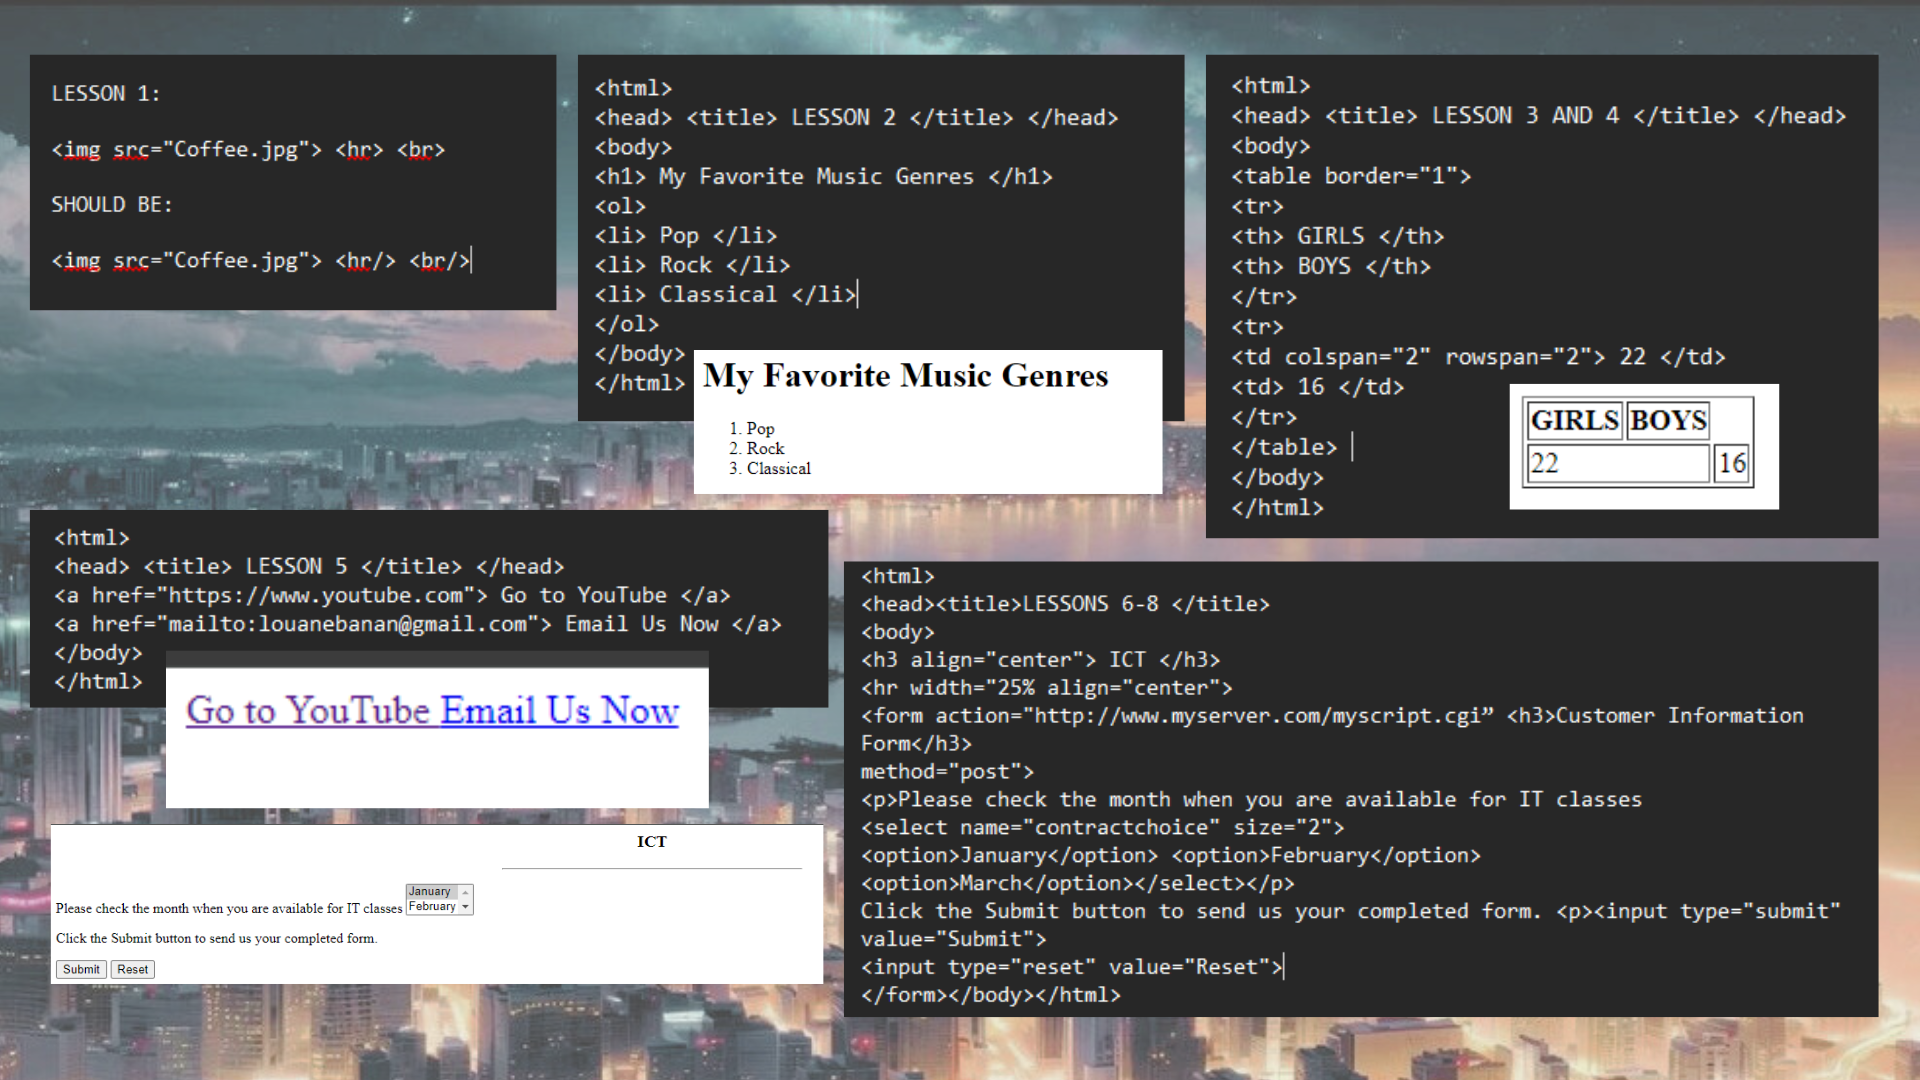 LESSON 1:
<img src="Coffee.jpg"> <hr> <br>
SHOULD BE:
<img src="Coffee.jpg"> <hr/> <br/>
<html>
<head> <title> LESSON 2 </title> </head>
<body>
<h1> My Favorite Music Genres </h1>
<ol>
<li> Pop </li>
<li> Rock </li>
<li> Classical </li>
</ol>
</body>
</html>
My Favorite Music Genres
1. Pop
2. Rock
3. Classical
<html>
<head> <title> LESSON 3 AND 4 </title> </head>
<body>
<table border="1">
<tr>
<th> GIRLS </th>
<th> BOYS </th>
</tr>
<tr>
<td colspan="2" rowspan="2"> 22 </td>
<td> 16 </td>
</tr>
</table>
</body>
</html>
GIRLS BOYS
22 16
<html>
<head> <title> LESSON 5 </title> </head>
<a href="https://www.youtube.com"> Go to YouTube </a>
<a href="mailto:louanebanan@gmail.com"> Email Us Now </a>
</body>
</html>
Go to YouTube Email Us Now
ICT
Please check the month when you are available for IT classes January
February
Click the Submit button to send us your completed form.
Submit Reset
<html>
<head><title>LESSONS 6-8 </title>
<body>
<h3 align="center"> ICT </h3>
<hr width="25% align="center">
<form action="http://www.myserver.com/myscript.cgi” <h3>Customer Information
Form</h3>
method="post">
<p>Please check the month when you are available for IT classes
<select name="contractchoice" size="2">
<option>January</option> <option>February</option>
<option>March</option></select></p>
Click the Submit button to send us your completed form. <p><input type="submit"
value="Submit">
<input type="reset" value="Reset">
</form></body></html>